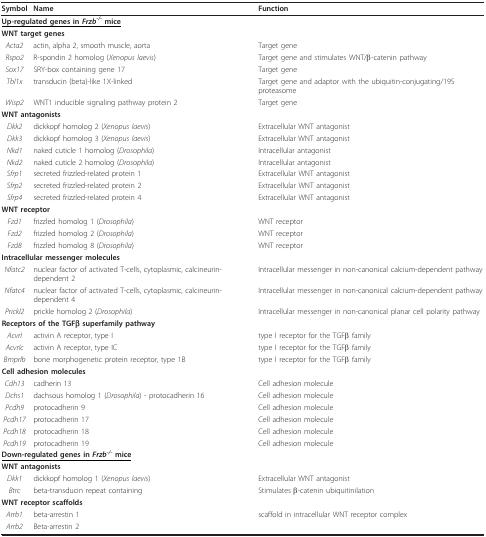 Symbol Name Function
Up-regulated genes in Frzb-/- mice
WNT target genes
Acta2 actin, alpha 2, smooth muscle, aorta Target gene
Rspo2 R-spondin 2 homolog (Xenopus laevis) Target gene and stimulates WNT/β-catenin pathway
Sox17 SRY-box containing gene 17 Target gene
Tbl1x transducin (beta)-like 1X-linked Target gene and adaptor with the ubiquitin-conjugating/19S
proteasome
Wisp2 WNT1 inducible signaling pathway protein 2 Target gene
WNT antagonists
Dkk2 dickkopf homolog 2 (Xenopus laevis) Extracellular WNT antagonist
Dkk3 dickkopf homolog 3 (Xenopus laevis) Extracellular WNT antagonist
Nkd1 naked cuticle 1 homolog (Drosophila) Intracellular antagonist
Nkd2 naked cuticle 2 homolog (Drosophila) Intracellular antagonist
Sfrp1 secreted frizzled-related protein 1 Extracellular WNT antagonist
Sfrp2 secreted frizzled-related protein 2 Extracellular WNT antagonist
Sfrp4 secreted frizzled-related protein 4 Extracellular WNT antagonist
WNT receptor
Fzd1 frizzled homolog 1 (Drosophila) WNT receptor
Fzd2 frizzled homolog 2 (Drosophila) WNT receptor
Fzd8 frizzled homolog 8 (Drosophila) WNT receptor
Intracellular messenger molecules
Nfatc2 nuclear factor of activated T-cells, cytoplasmic, calcineurin- Intracellular messenger in non-canonical calcium-dependent pathway
dependent 2
Nfatc4 nuclear factor of activated T-cells, cytoplasmic, calcineurin- Intracellular messenger in non-canonical calcium-dependent pathway
dependent 4
Prickl2 prickle homolog 2 (Drosophila) Intracellular messenger in non-canonical planar cell polarity pathway
Receptors of the TGFβ superfamily pathway
AcvrI activin A receptor, type I type I receptor for the TGFβ family
AcvrIc activin A receptor, type IC type I receptor for the TGFβ family
BmprIb bone morphogenetic protein receptor, type 1B type I receptor for the TGFβ family
Cell adhesion molecules
Cdh13 cadherin 13 Cell adhesion molecule
Dchs1 dachsous homolog 1 (Drosophila) - protocadherin 16 Cell adhesion molecule
Pcdh9 protocadherin 9 Cell adhesion molecule
Pcdh17 protocadherin 17 Cell adhesion molecule
Pcdh18 protocadherin 18 Cell adhesion molecule
Pcdh19 protocadherin 19 Cell adhesion molecule
Down-regulated genes in Frzb-/- mice
WNT antagonists
Dkk1 dickkopf homolog 1 (Xenopus laevis) Extracellular WNT antagonist
Btrc beta-transducin repeat containing Stimulates β-catenin ubiquitinilation
WNT receptor scaffolds
Arrb1 beta-arrestin 1 scaffold in intracellular WNT receptor complex
Arrb2 Beta-arrestin 2